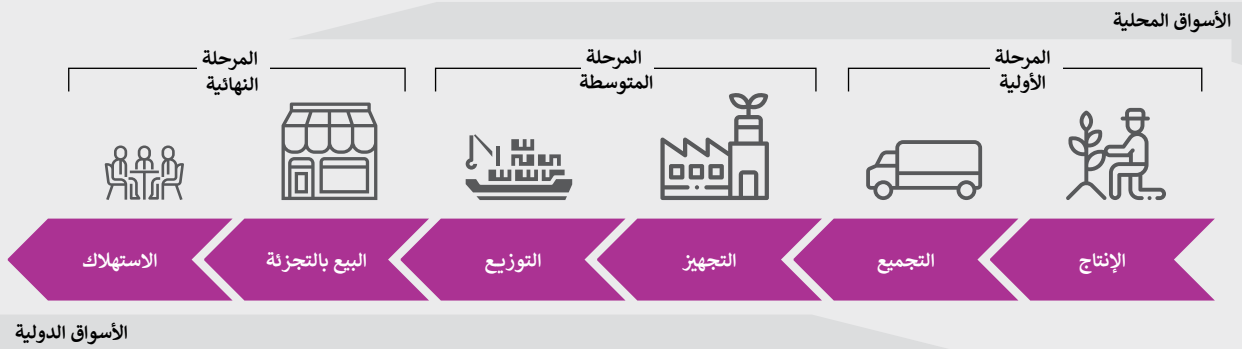 الأسواق المحلية
المرحلة
الأولية
المرحلة
المتوسطة
المرحلة
النهائية
الإنتاج
التجميع
التجهيز
التوزيع
البيع بالتجزئة
الاستهلاك
الأسواق الدولية